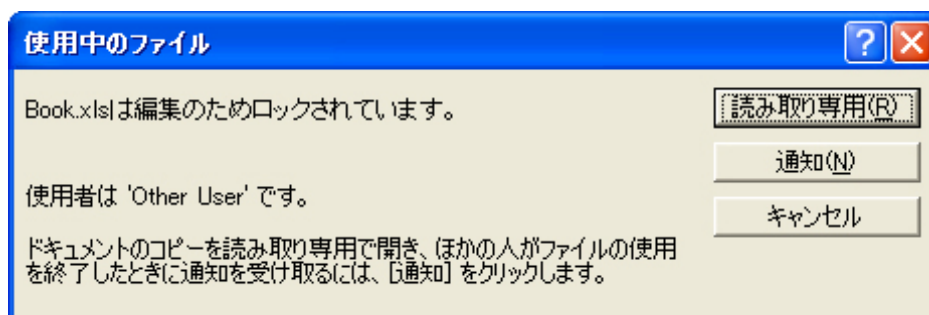 使用中のファイル
Book.xlsは編集のためロックされています。
読み取り専用(R)
通知(N)
使用者は 'Other User' です。
キャンセル
ドキュメントのコピーを読み取り専用で開き、ほかの人がファイルの使用
を終了したときに通知を受け取るには、[通知] をクリックします。